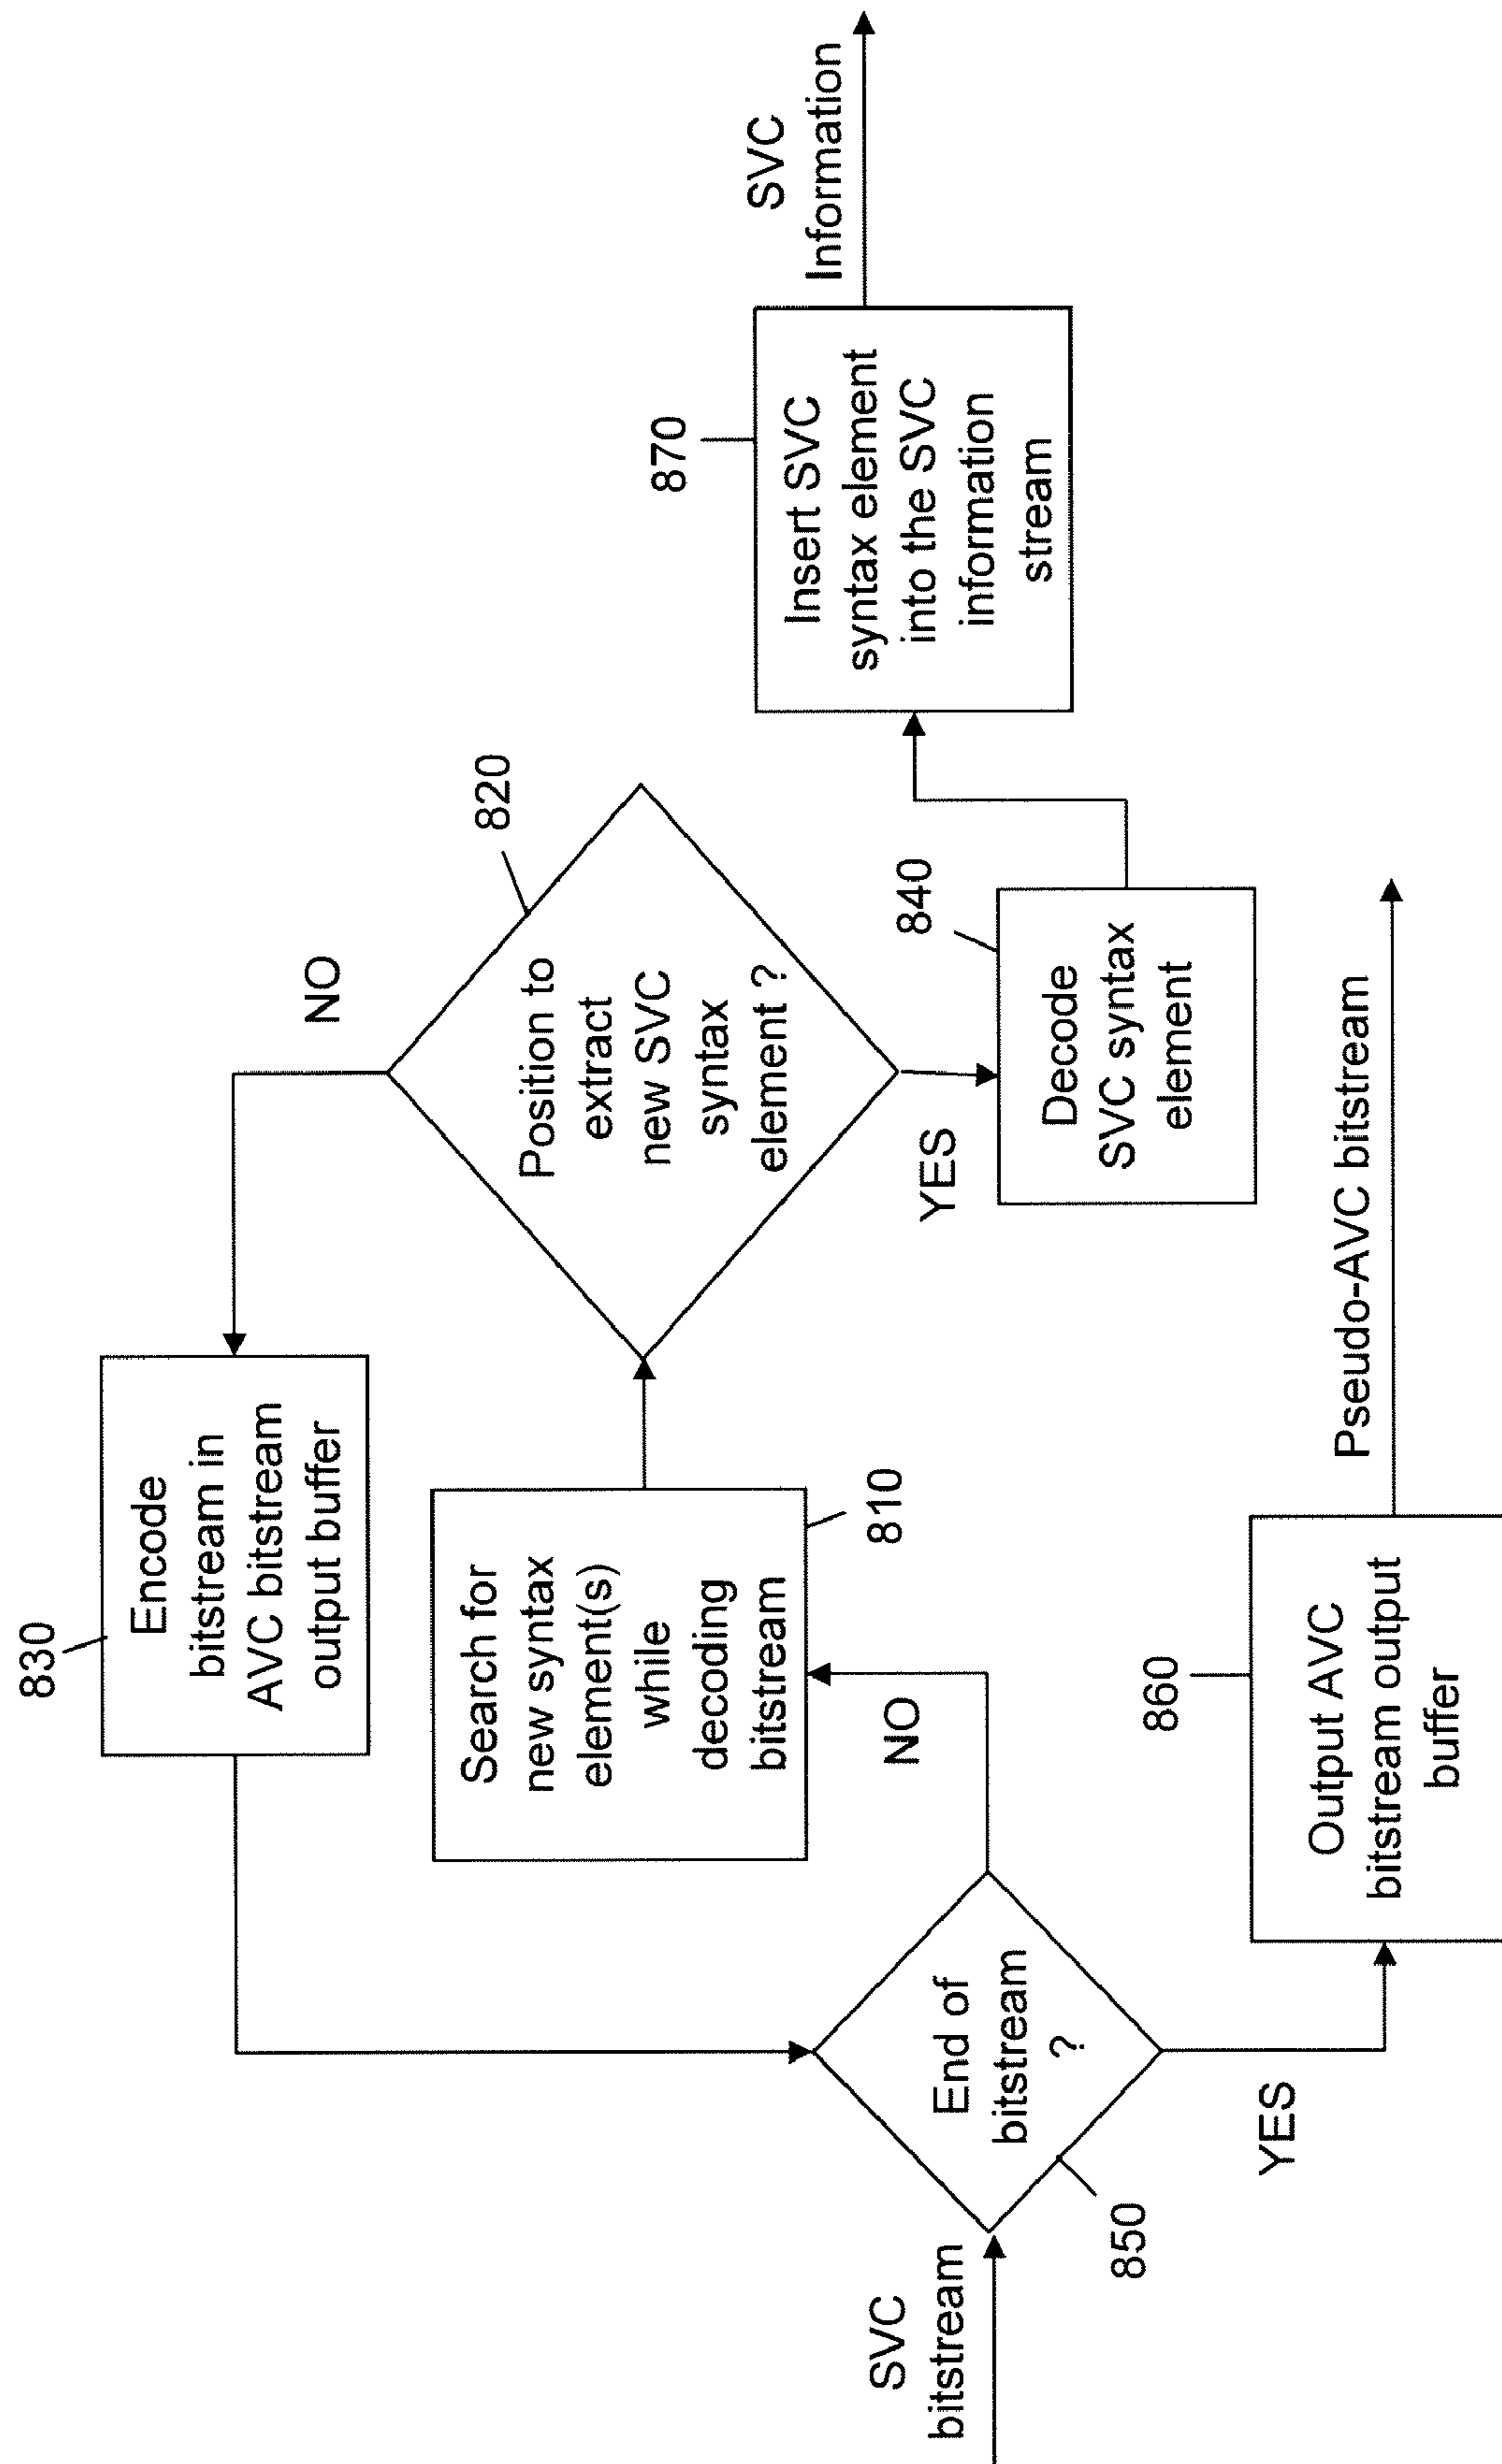 SVC
bitstream
850
End of
bitstream
?
NO
YES
830
Encode
bitstream in
AVC bitstream
output buffer
Search for
new syntax
element(s)
while
decoding
bitstream
810
860
Output AVC
bitstream output
buffer
Pseudo-AVC bitstream
NO
820
Position to
extract
new SVC
syntax
element ?
YES
840
Decode
SVC syntax
element
870
Insert SVC
syntax element
into the SVC
information
stream
SVC
Information